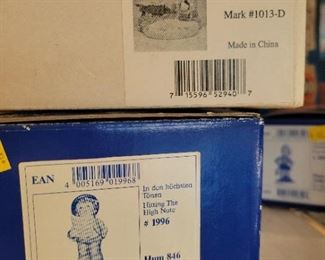 Mark #1013-D
Made in China
7 15596 52940 7
EAN
4 005169 019968
In den höchsten
Tönen
Hitting The
High Note
# 1996
Hum 846